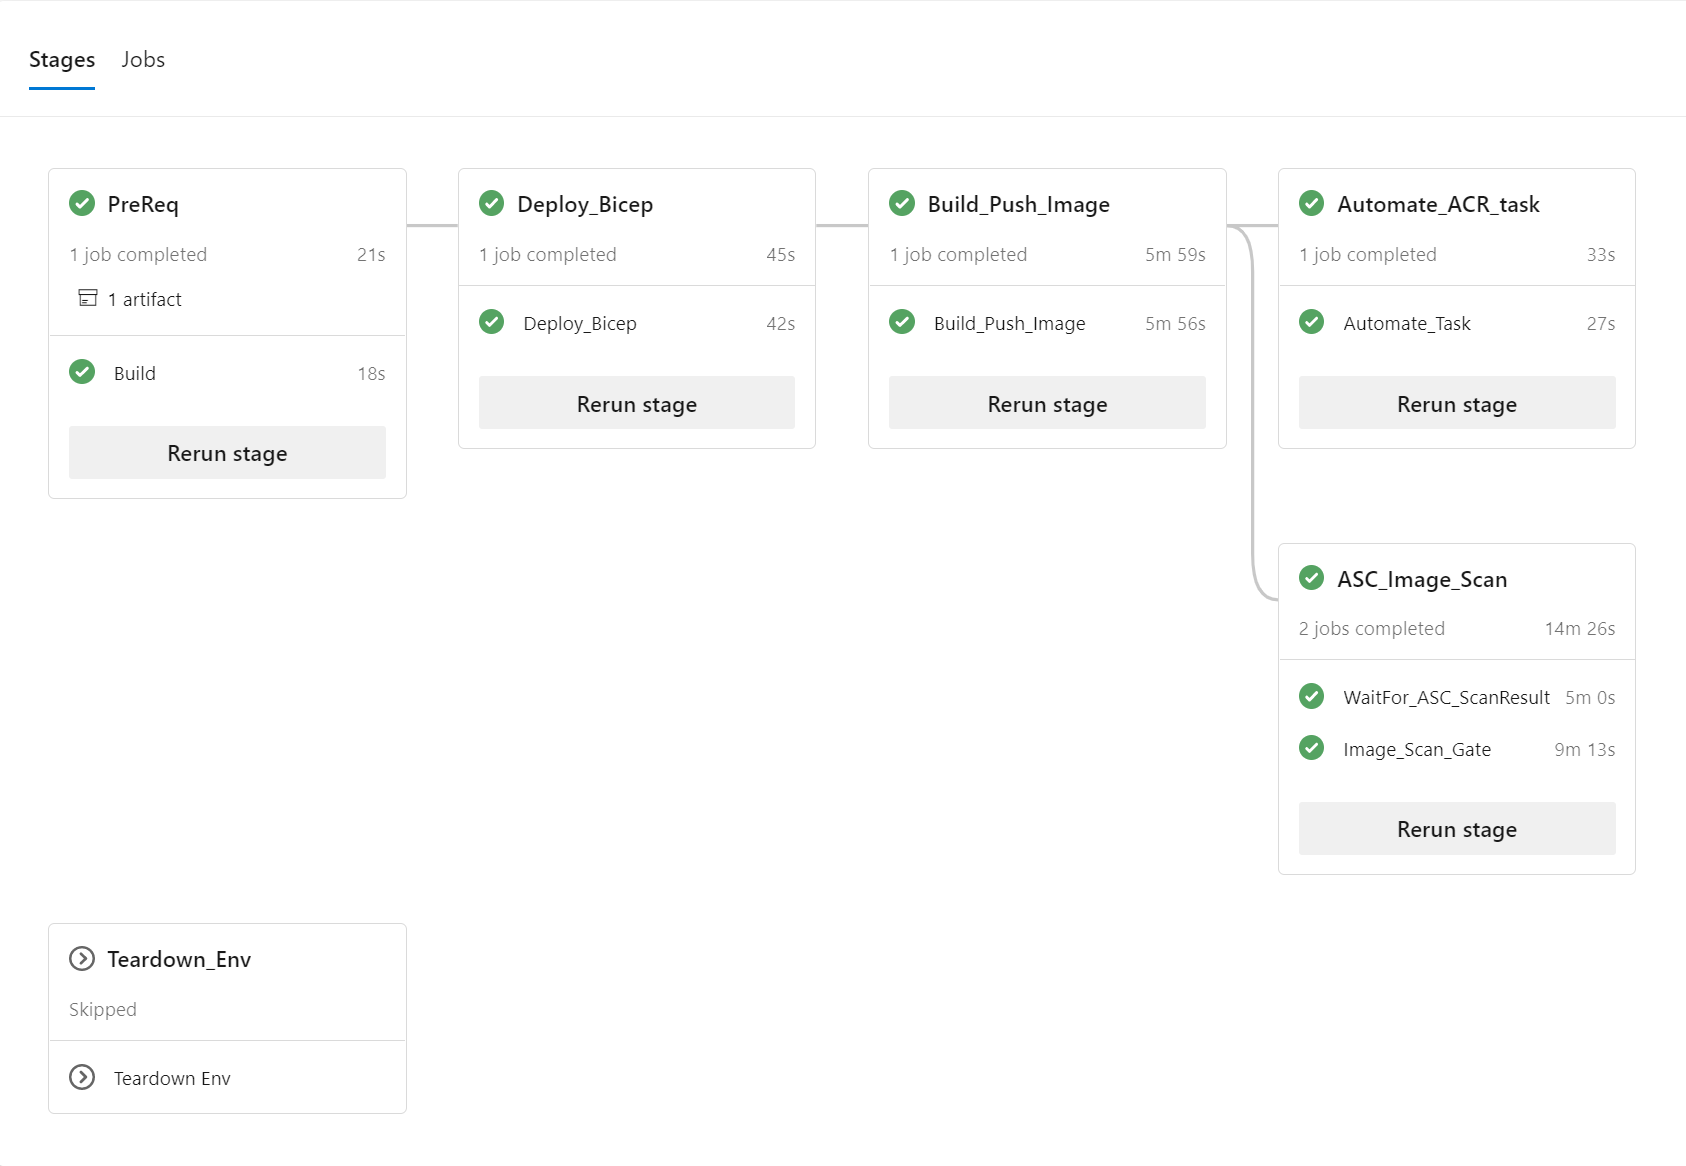 Stages Jobs
PreReq
1 job completed 21s
1 artifact
Build 18s
Rerun stage
Deploy_Bicep
1 job completed 45s
Deploy_Bicep 42s
Rerun stage
Build_Push_Image
1 job completed 5m 59s
Build_Push_Image 5m 56s
Rerun stage
Automate_ACR_task
1 job completed 33s
Automate_Task 27s
Rerun stage
ASC_Image_Scan
2 jobs completed 14m 26s
WaitFor_ASC_ScanResult 5m 0s
Image_Scan_Gate 9m 13s
Rerun stage
Teardown_Env
Skipped
Teardown Env